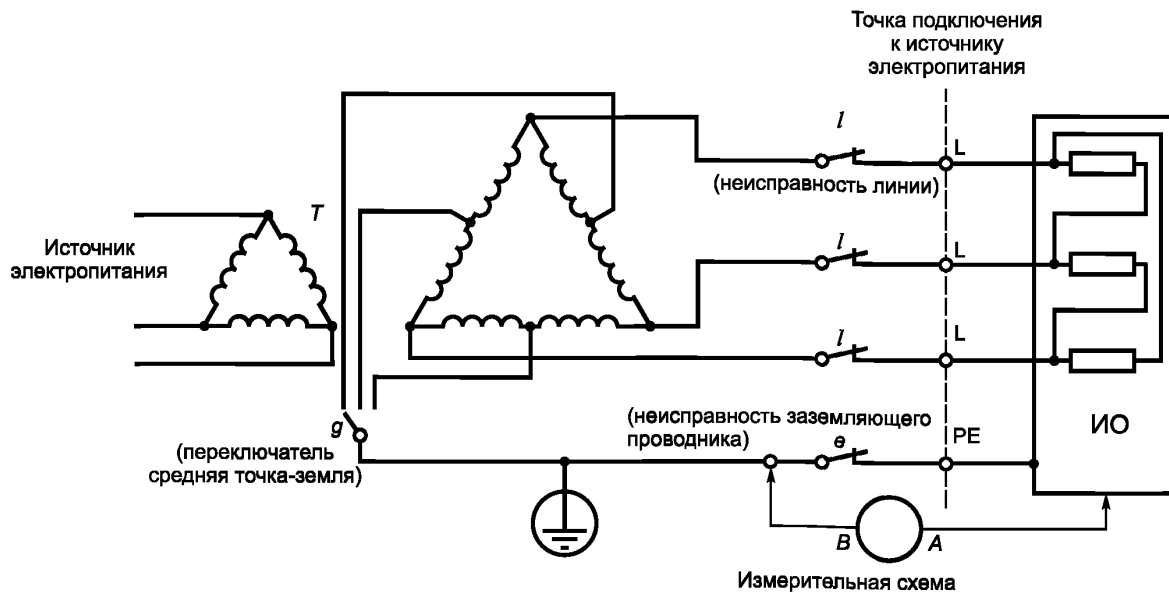 Точка подключения
к источнику
электропитания
l
L
(неисправность линии)
T
Источник
электропитания
l
L
l
L
(неисправность заземляющего
проводника)
e
PE
ИО
g
(переключатель
средняя точка-земля)
B
A
Измерительная схема